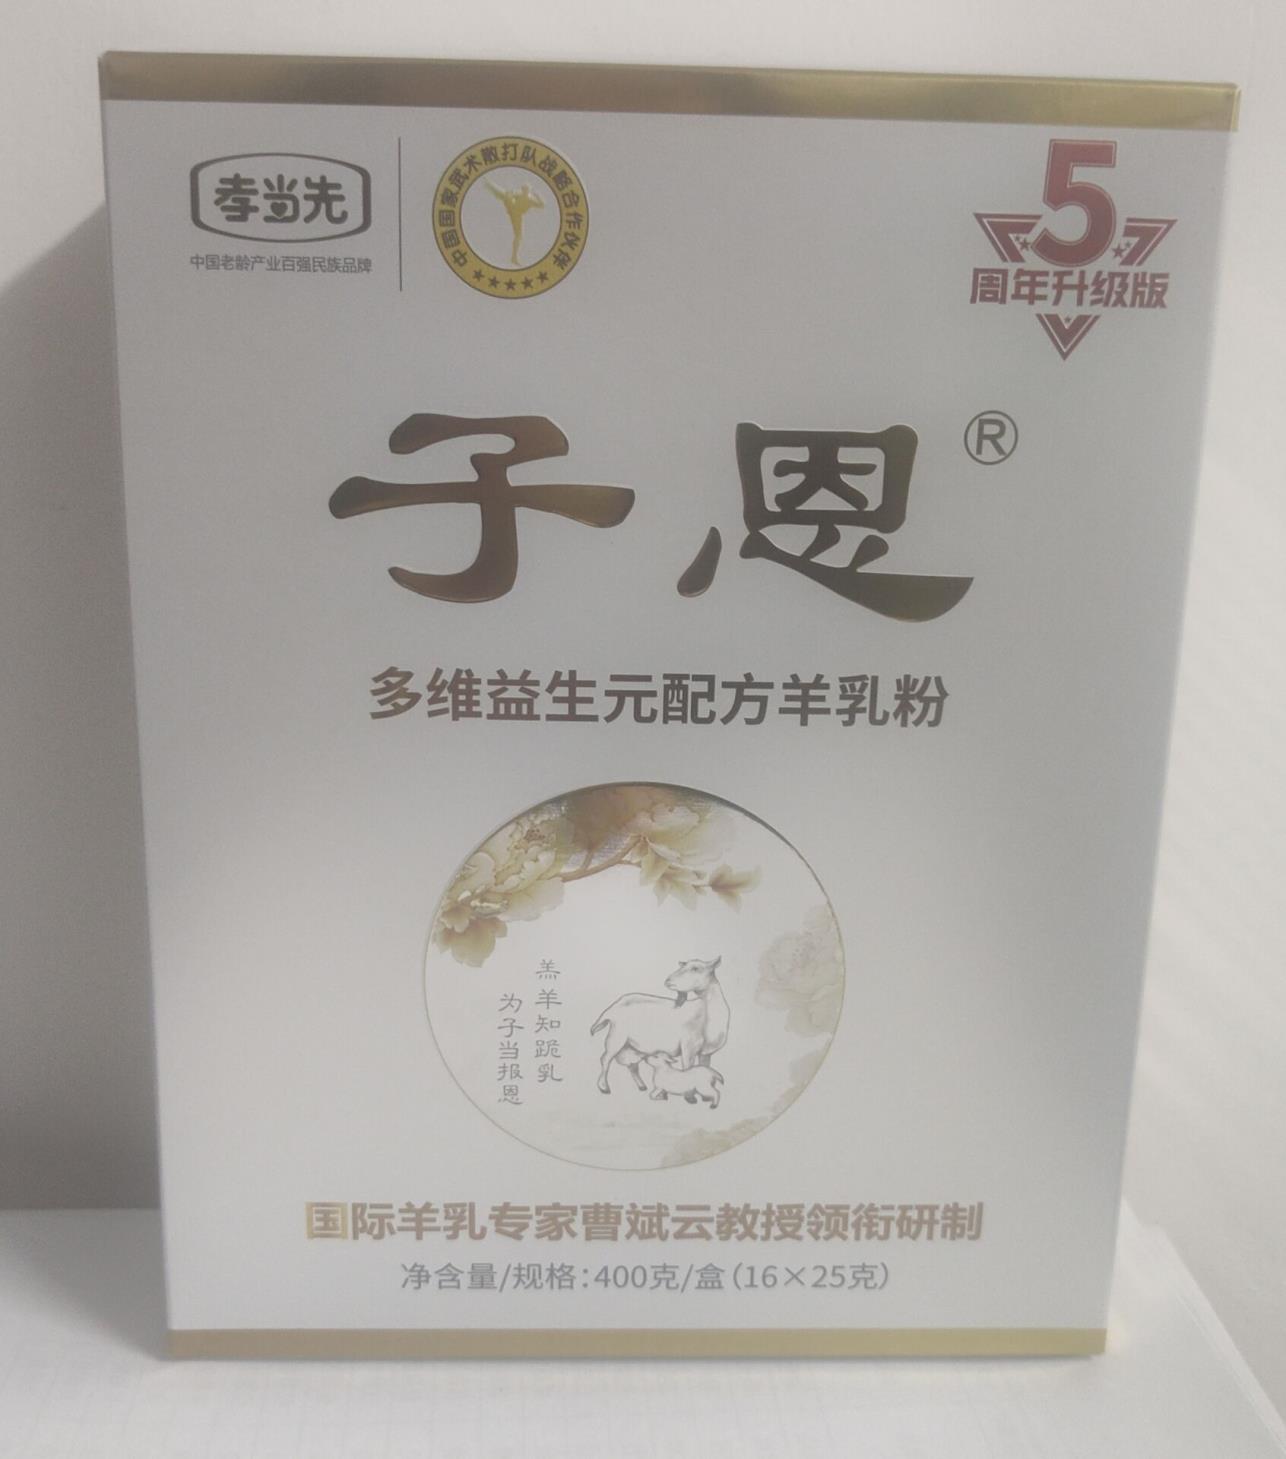 孝当先
中国老龄产业百强民族品牌
中国国家武术散打队战略合作伙伴
5
周年升级版
子恩®
多维益生元配方羊乳粉
羔羊知跪乳
为子当报恩
国际羊乳专家曹斌云教授领衔研制
净含量/规格:400克/盒(16×25克)